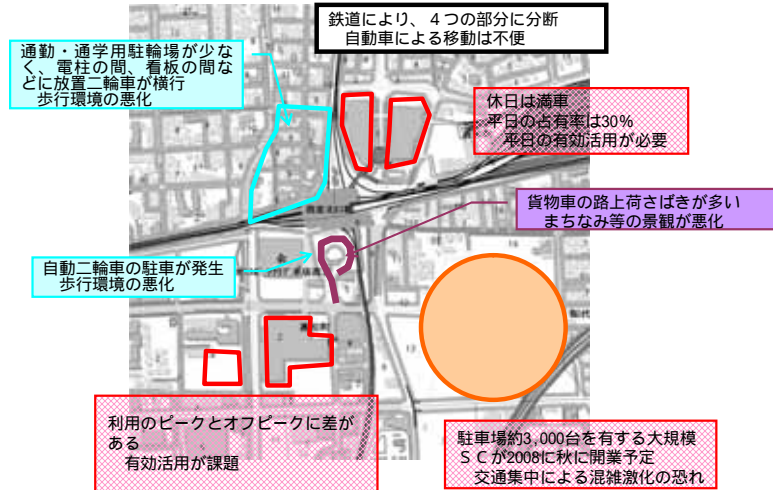 鉄道により、４つの部分に分断
自動車による移動は不便
通勤・通学用駐輪場が少な
く、電柱の間、看板の間な
どに放置二輪車が横行
歩行環境の悪化
休日は満車
平日の占有率は30%
平日の有効活用が必要
貨物車の路上荷さばきが多い
まちなみ等の景観が悪化
自動二輪車の駐車が発生
歩行環境の悪化
利用のピークとオフピークに差が
ある
有効活用が課題
駐車場約3,000台を有する大規模
ＳＣが2008に秋に開業予定
交通集中による混雑激化の恐れ